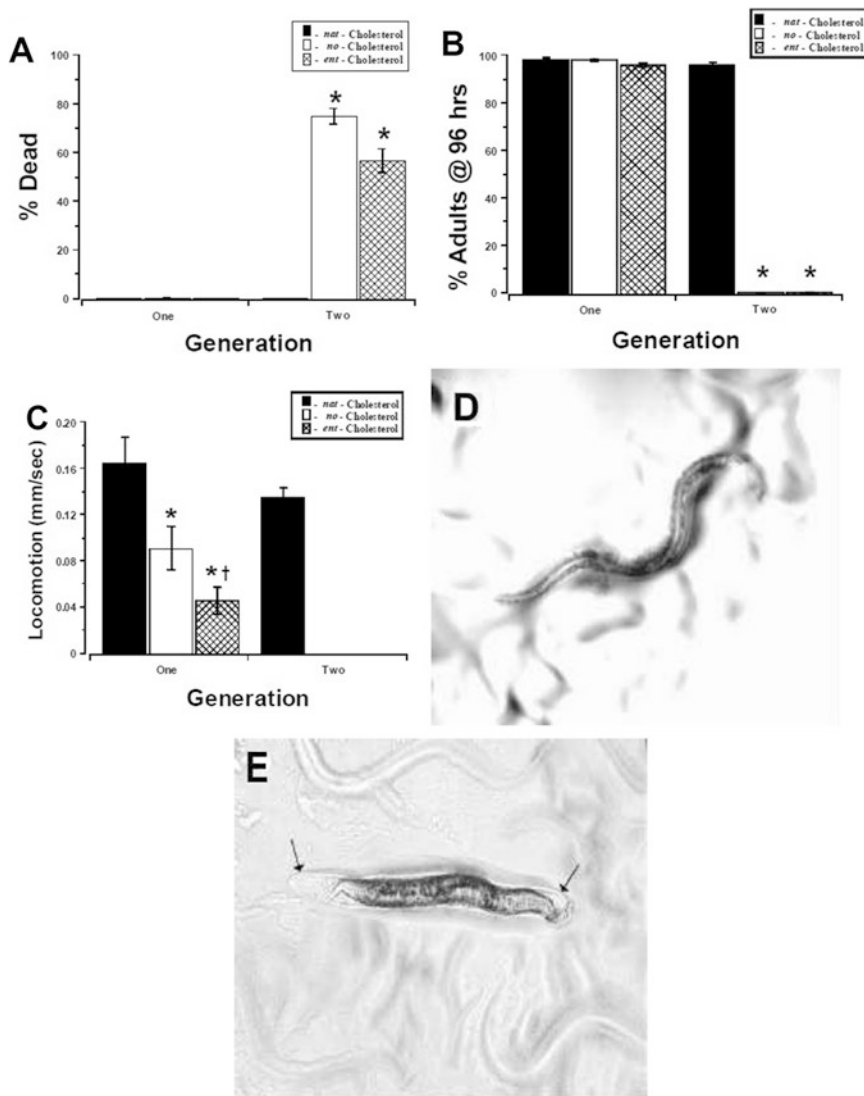 A
- nat - Cholesterol
- no - Cholesterol
- ent - Cholesterol
% Dead
100
80
60
40
20
0
*
*
One
Two
Generation
B
- nat - Cholesterol
- no - Cholesterol
- ent - Cholesterol
% Adults @ 96 hrs
100
80
60
40
20
0
*
*
One
Two
Generation
C
- nat - Cholesterol
- no - Cholesterol
- ent - Cholesterol
Locomotion (mm/sec)
0.20
0.16
0.12
0.08
0.04
0
*
*†
One
Two
Generation
D
E